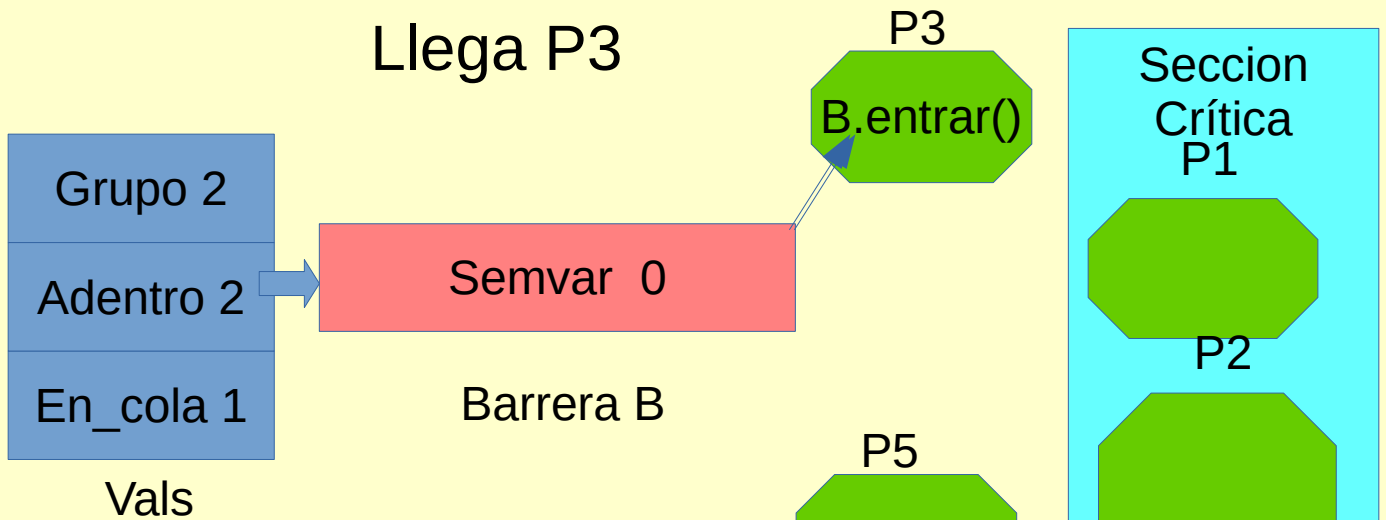 Llega P3
P3
B.entrar()
Seccion
Crítica
P1
Grupo 2
Adentro 2
En_cola 1
Vals
Semvar 0
Barrera B
P2
P5